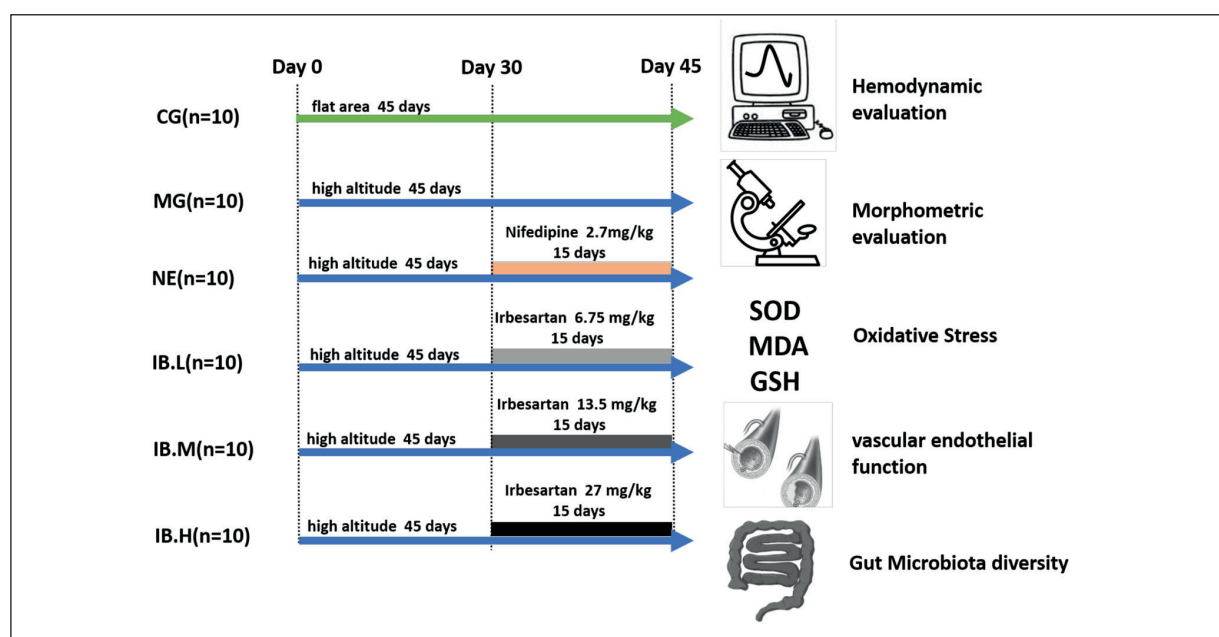 Day 0
Day 30
Day 45
CG(n=10)
flat area 45 days
MG(n=10)
high altitude 45 days
Nifedipine 2.7mg/kg
15 days
NE(n=10)
high altitude 45 days
Irbesartan 6.75 mg/kg
15 days
IB.L(n=10)
high altitude 45 days
Irbesartan 13.5 mg/kg
15 days
IB.M(n=10)
high altitude 45 days
Irbesartan 27 mg/kg
15 days
IB.H(n=10)
high altitude 45 days
Hemodynamic
evaluation
Morphometric
evaluation
SOD
MDA
GSH
Oxidative Stress
vascular endothelial
function
Gut Microbiota diversity